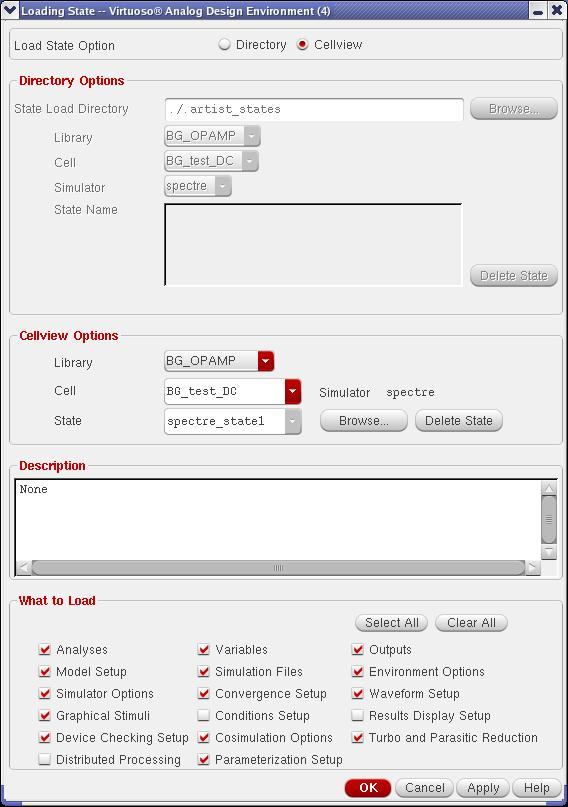 Loading State -- Virtuoso® Analog Design Environment (4)
Load State Option Directory Cellview
Directory Options
State Load Directory ./.artist_states Browse...
Library BG_OPAMP
Cell BG_test_DC
Simulator spectre
State Name
Delete State
Cellview Options
Library BG_OPAMP
Cell BG_test_DC Simulator spectre
State spectre_state1 Browse... Delete State
Description
None
What to Load
Select All Clear All
Analyses Variables Outputs
Model Setup Simulation Files Environment Options
Simulator Options Convergence Setup Waveform Setup
Graphical Stimuli Conditions Setup Results Display Setup
Device Checking Setup Cosimulation Options Turbo and Parasitic Reduction
Distributed Processing Parameterization Setup
OK Cancel Apply Help